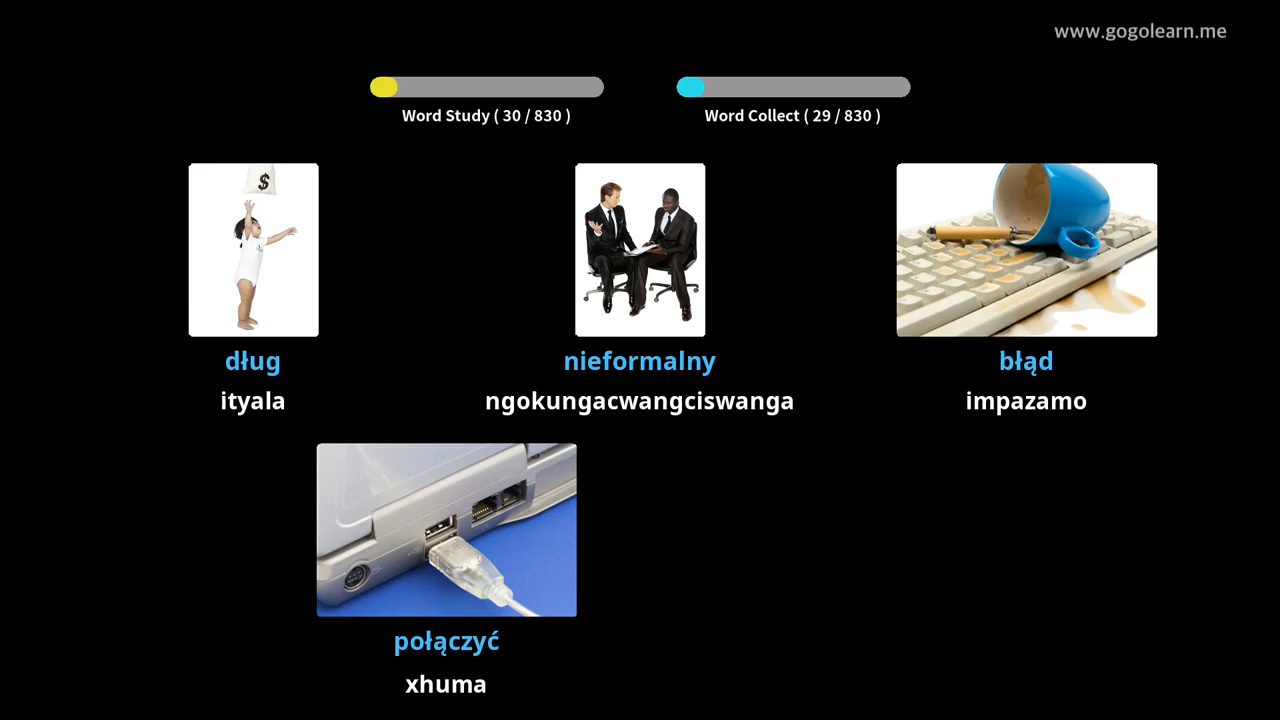 www.gogolearn.me
Word Study ( 30 / 830 )
Word Collect ( 29 / 830 )
$
dług
nieformalny
błąd
ityala
ngokungacwangciswanga
impazamo
połączyć
xhuma